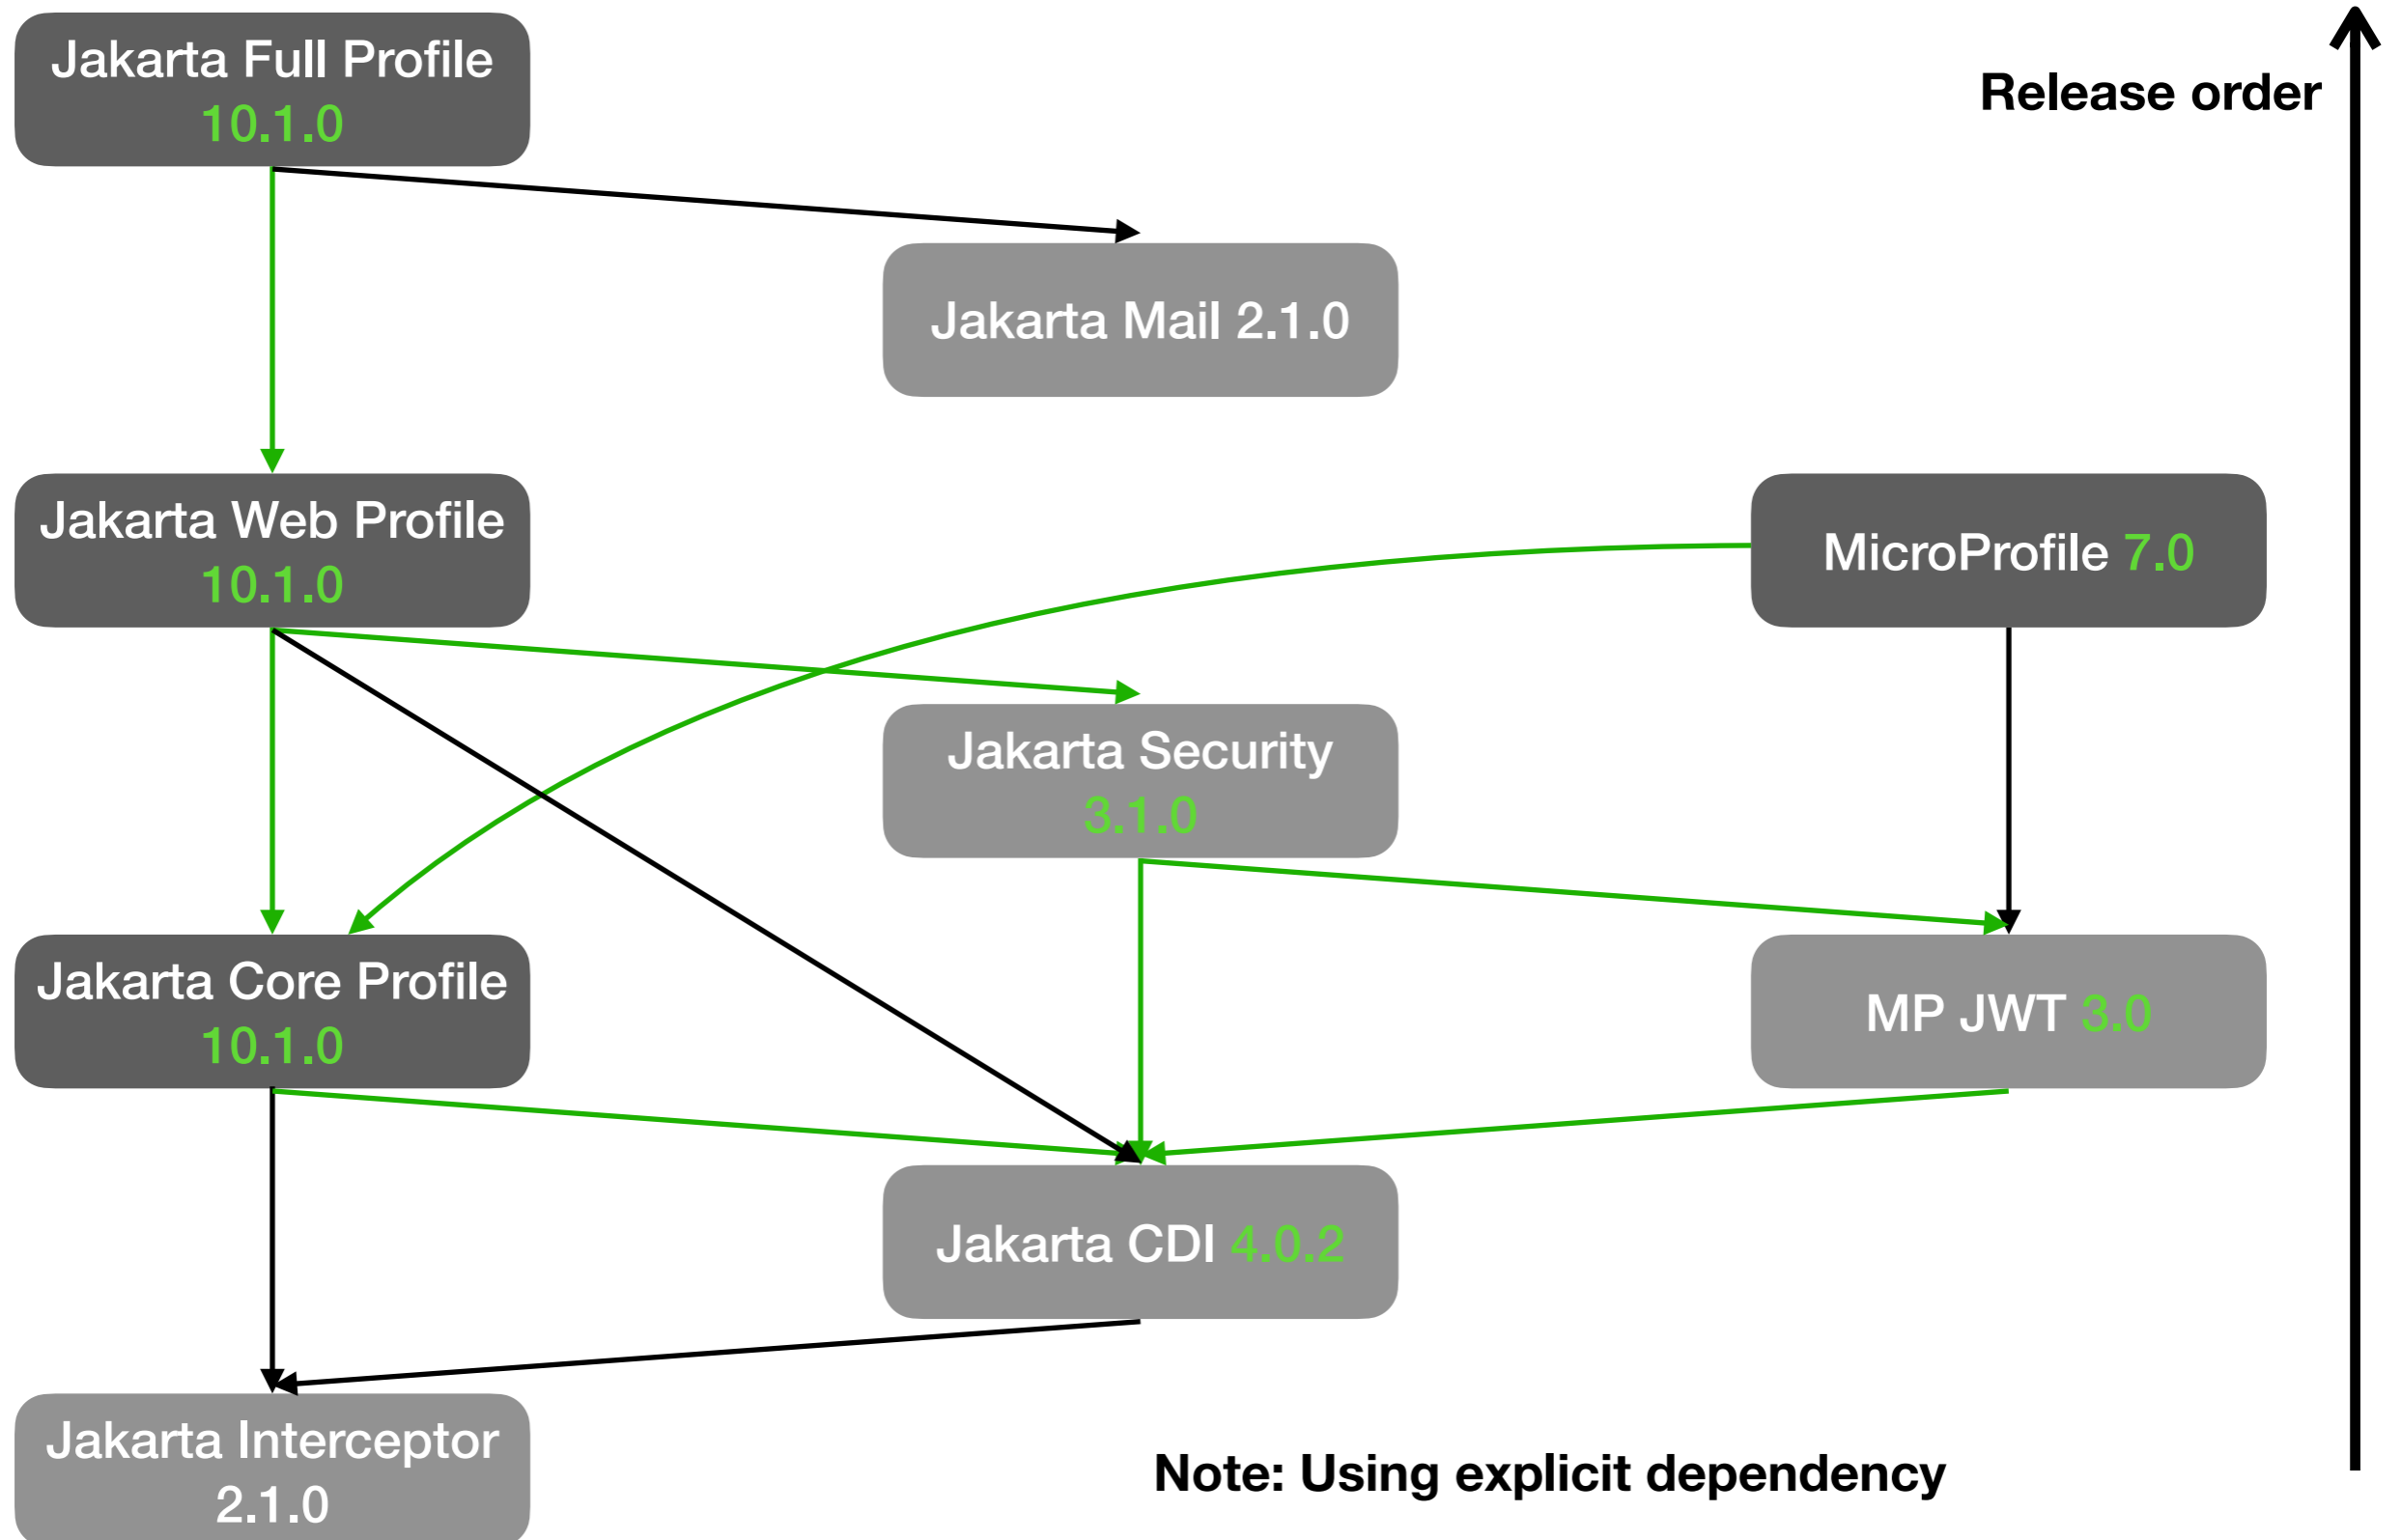 Jakarta Full Profile
10.1.0
Release order
Jakarta Mail 2.1.0
Jakarta Web Profile
10.1.0
MicroProfile 7.0
Jakarta Security
3.1.0
Jakarta Core Profile
10.1.0
MP JWT 3.0
Jakarta CDI 4.0.2
Jakarta Interceptor
2.1.0
Note: Using explicit dependency